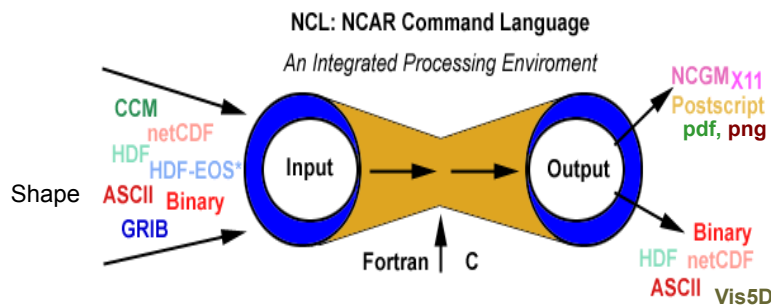 NCL: NCAR Command Language
An Integrated Processing Enviroment
CCM
netCDF
HDF
HDF-EOS*
Shape
ASCII Binary
GRIB
Input
Output
Fortran C
NCGM X11
Postscript
pdf, png
Binary
HDF netCDF
ASCII Vis5D